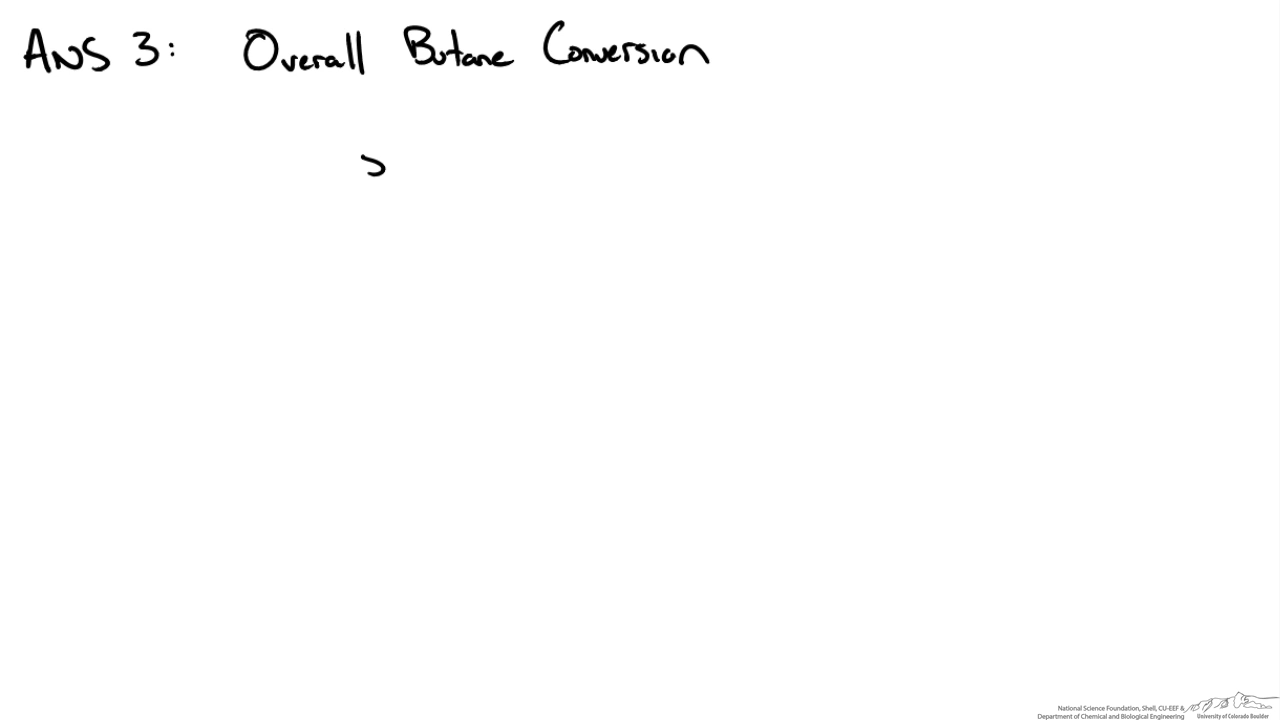 ANS 3: Overall Butane Conversion
National Science Foundation, Shell, CU-EEF &
Department of Chemical and Biological Engineering
University of Colorado Boulder